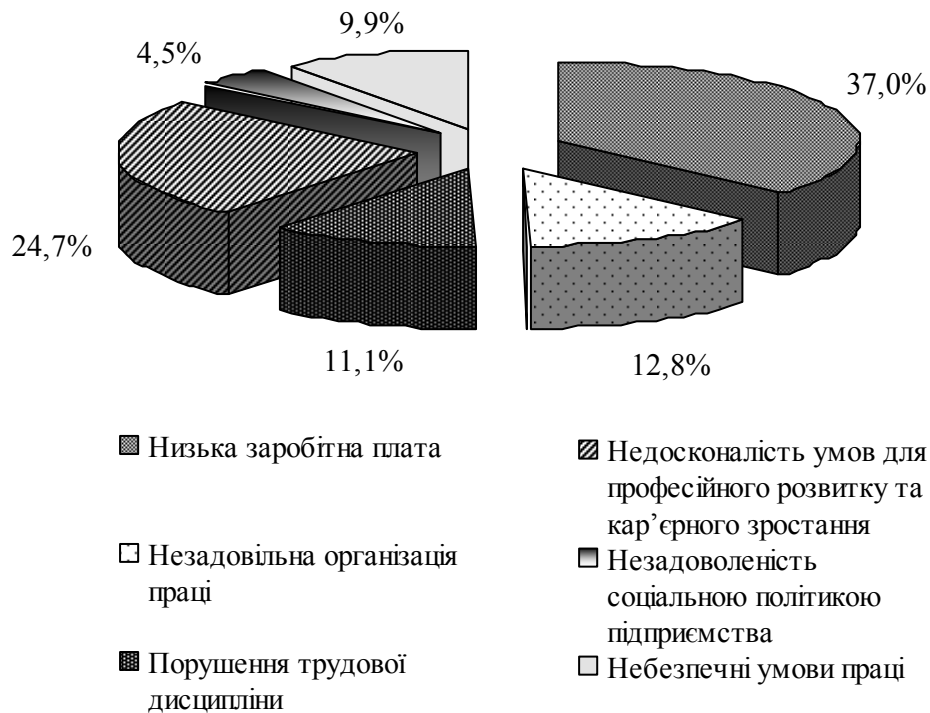 9,9%
4,5%
37,0%
24,7%
11,1%
12,8%
Низька заробітна плата
Незадовільна організація
праці
Порушення трудової
дисципліни
Недосконалість умов для
професійного розвитку та
кар’єрного зростання
Незадоволеність
соціальною політикою
підприємства
Небезпечні умови праці